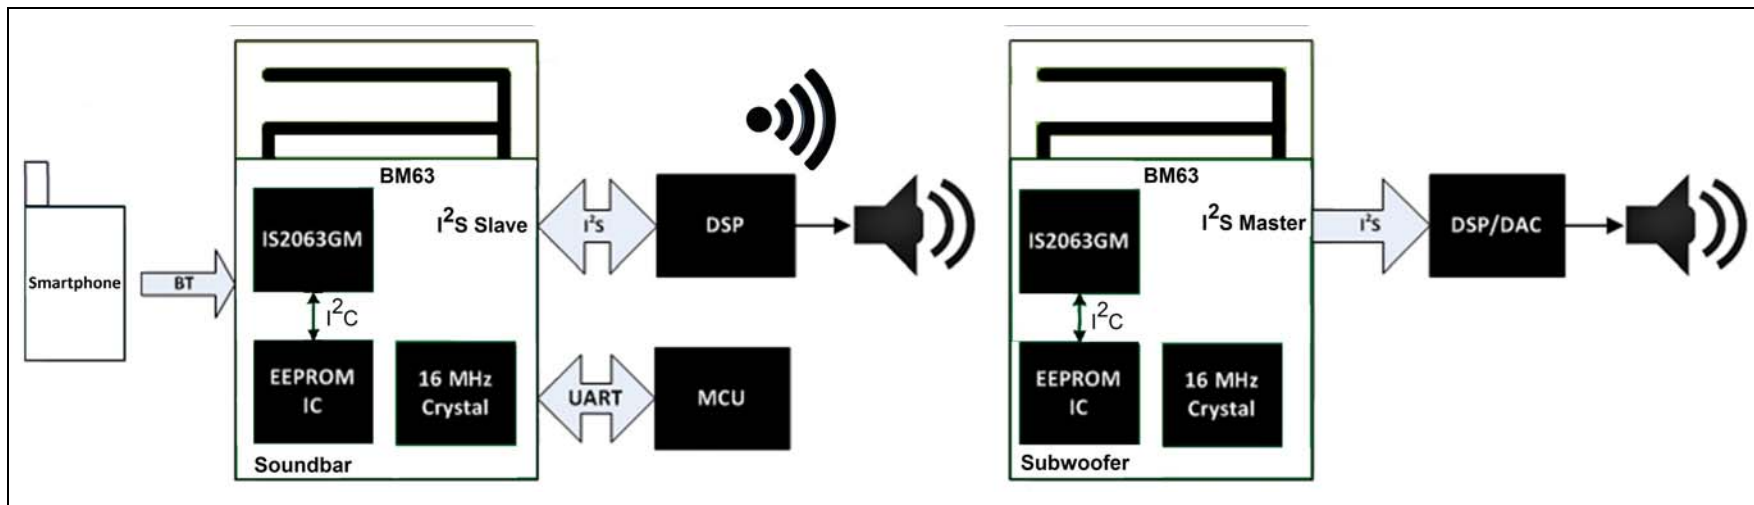 Smartphone
BT
BM63
IS2063GM
I²S Slave
I²C
EEPROM
IC
16 MHz
Crystal
Soundbar
I²S
DSP
UART
MCU
BM63
IS2063GM
I²S Master
I²C
EEPROM
IC
16 MHz
Crystal
Subwoofer
I²S
DSP/DAC